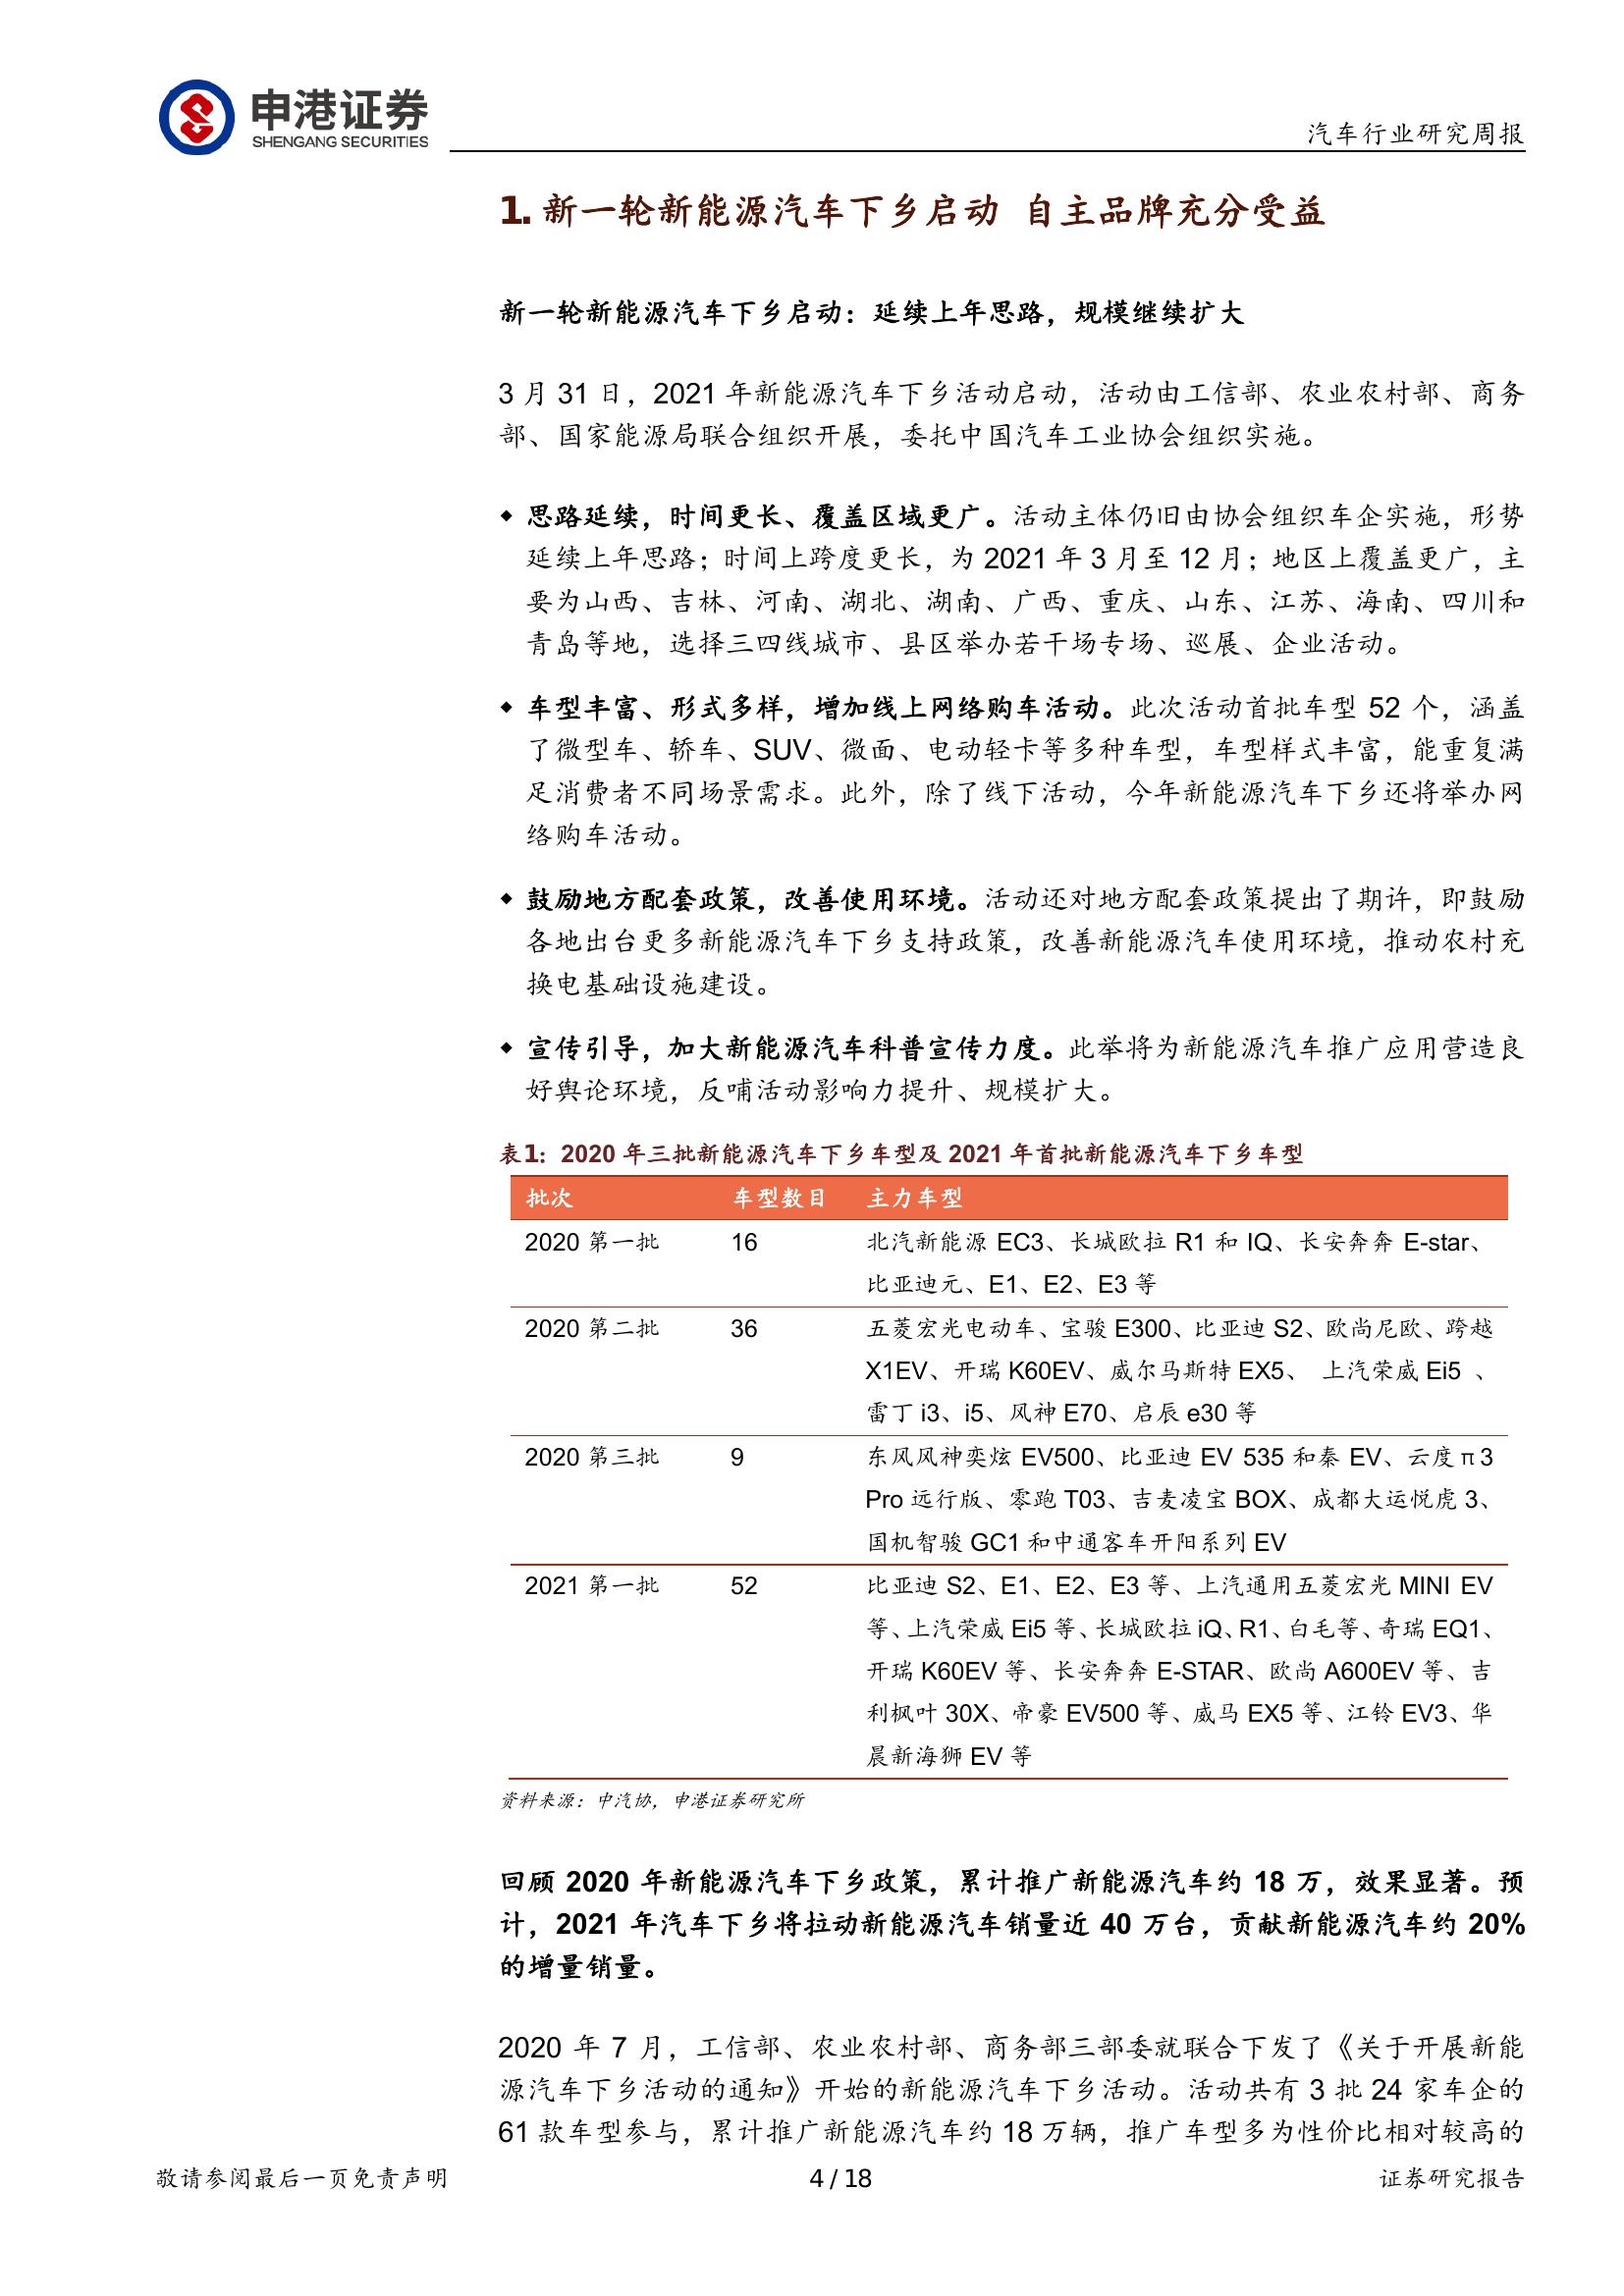 申港证券
SHENGANG SECURITIES
汽车行业研究周报
1. 新一轮新能源汽车下乡启动 自主品牌充分受益
新一轮新能源汽车下乡启动：延续上年思路，规模继续扩大
3 月 31 日，2021 年新能源汽车下乡活动启动，活动由工信部、农业农村部、商务
部、国家能源局联合组织开展，委托中国汽车工业协会组织实施。
◆ 思路延续，时间更长、覆盖区域更广。活动主体仍旧由协会组织车企实施，形势
延续上年思路；时间上跨度更长，为 2021 年 3 月至 12 月；地区上覆盖更广，主
要为山西、吉林、河南、湖北、湖南、广西、重庆、山东、江苏、海南、四川和
青岛等地，选择三四线城市、县区举办若干场专场、巡展、企业活动。
◆ 车型丰富、形式多样，增加线上网络购车活动。此次活动首批车型 52 个，涵盖
了微型车、轿车、SUV、微面、电动轻卡等多种车型，车型样式丰富，能重复满
足消费者不同场景需求。此外，除了线下活动，今年新能源汽车下乡还将举办网
络购车活动。
◆ 鼓励地方配套政策，改善使用环境。活动还对地方配套政策提出了期许，即鼓励
各地出台更多新能源汽车下乡支持政策，改善新能源汽车使用环境，推动农村充
换电基础设施建设。
◆ 宣传引导，加大新能源汽车科普宣传力度。此举将为新能源汽车推广应用营造良
好舆论环境，反哺活动影响力提升、规模扩大。
表1：2020 年三批新能源汽车下乡车型及 2021 年首批新能源汽车下乡车型
批次 车型数目 主力车型
2020 第一批 16 北汽新能源 EC3、长城欧拉 R1 和 IQ、长安奔奔 E-star、
比亚迪元、E1、E2、E3 等
2020 第二批 36 五菱宏光电动车、宝骏 E300、比亚迪 S2、欧尚尼欧、跨越
X1EV、开瑞 K60EV、威尔马斯特 EX5、 上汽荣威 Ei5 、
雷丁 i3、i5、风神 E70、启辰 e30 等
2020 第三批 9 东风风神奕炫 EV500、比亚迪 EV 535 和秦 EV、云度 π3
Pro 远行版、零跑 T03、吉麦凌宝 BOX、成都大运悦虎 3、
国机智骏 GC1 和中通客车开阳系列 EV
2021 第一批 52 比亚迪 S2、E1、E2、E3 等、上汽通用五菱宏光 MINI EV
等、上汽荣威 Ei5 等、长城欧拉 iQ、R1、白毛等、奇瑞 EQ1、
开瑞 K60EV 等、长安奔奔 E-STAR、欧尚 A600EV 等、吉
利枫叶 30X、帝豪 EV500 等、威马 EX5 等、江铃 EV3、华
晨新海狮 EV 等
资料来源：中汽协，申港证券研究所
回顾 2020 年新能源汽车下乡政策，累计推广新能源汽车约 18 万，效果显著。预
计，2021 年汽车下乡将拉动新能源汽车销量近 40 万台，贡献新能源汽车约 20%
的增量销量。
2020 年 7 月，工信部、农业农村部、商务部三部委就联合下发了《关于开展新能
源汽车下乡活动的通知》开始的新能源汽车下乡活动。活动共有 3 批 24 家车企的
61 款车型参与，累计推广新能源汽车约 18 万辆，推广车型多为性价比相对较高的
敬请参阅最后一页免责声明 4 / 18 证券研究报告